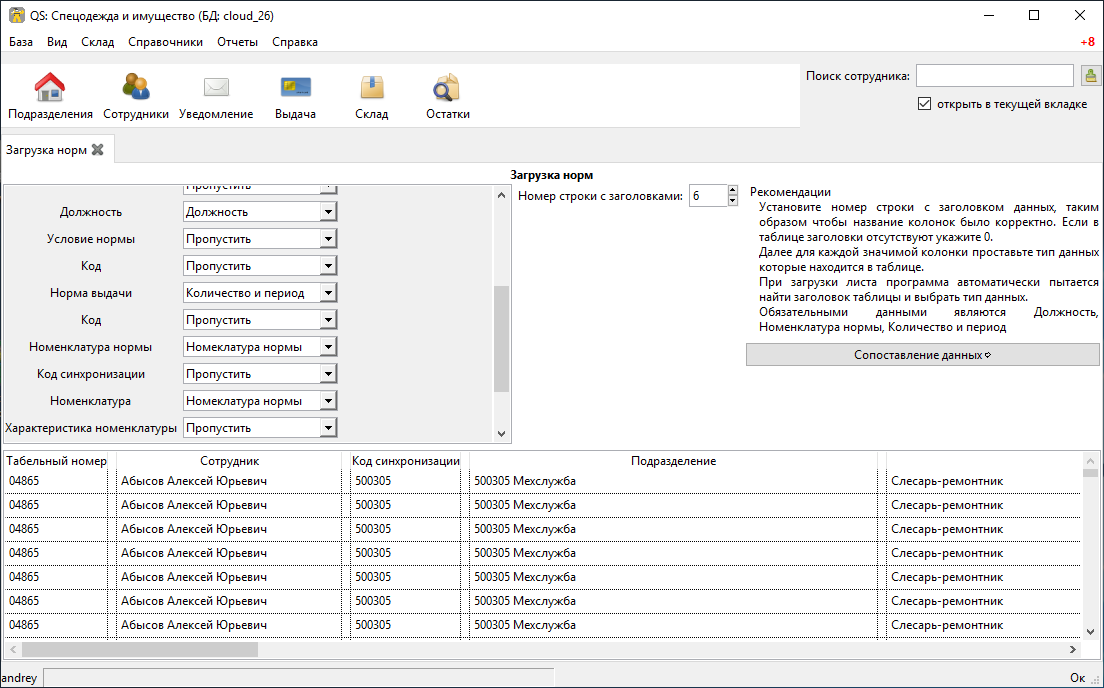 QS: Спецодежда и имущество (БД: cloud_26)
База Вид Склад Справочники Отчеты Справка +8
Подразделения Сотрудники Уведомление Выдача Склад Остатки
Поиск сотрудника:
открыть в текущей вкладке
Загрузка норм
Загрузка норм
Пропустить
Должность Должность
Условие нормы Пропустить
Код Пропустить
Норма выдачи Количество и период
Код Пропустить
Номенклатура нормы Номеклатура нормы
Код синхронизации Пропустить
Номенклатура Номеклатура нормы
Характеристика номенклатуры Пропустить
Номер строки с заголовками: 6
Рекомендации
Установите номер строки с заголовком данных, таким
образом чтобы название колонок было корректно. Если в
таблице заголовки отсутствуют укажите 0.
Далее для каждой значимой колонки проставьте тип данных
которые находится в таблице.
При загрузки листа программа автоматически пытается
найти заголовок таблицы и выбрать тип данных.
Обязательными данными являются Должность,
Номенклатура нормы, Количество и период
Сопоставление данных
Табельный номер Сотрудник Код синхронизации Подразделение
04865 Абысов Алексей Юрьевич 500305 500305 Мехслужба Слесарь-ремонтник
04865 Абысов Алексей Юрьевич 500305 500305 Мехслужба Слесарь-ремонтник
04865 Абысов Алексей Юрьевич 500305 500305 Мехслужба Слесарь-ремонтник
04865 Абысов Алексей Юрьевич 500305 500305 Мехслужба Слесарь-ремонтник
04865 Абысов Алексей Юрьевич 500305 500305 Мехслужба Слесарь-ремонтник
04865 Абысов Алексей Юрьевич 500305 500305 Мехслужба Слесарь-ремонтник
04865 Абысов Алексей Юрьевич 500305 500305 Мехслужба Слесарь-ремонтник
andrey Ок